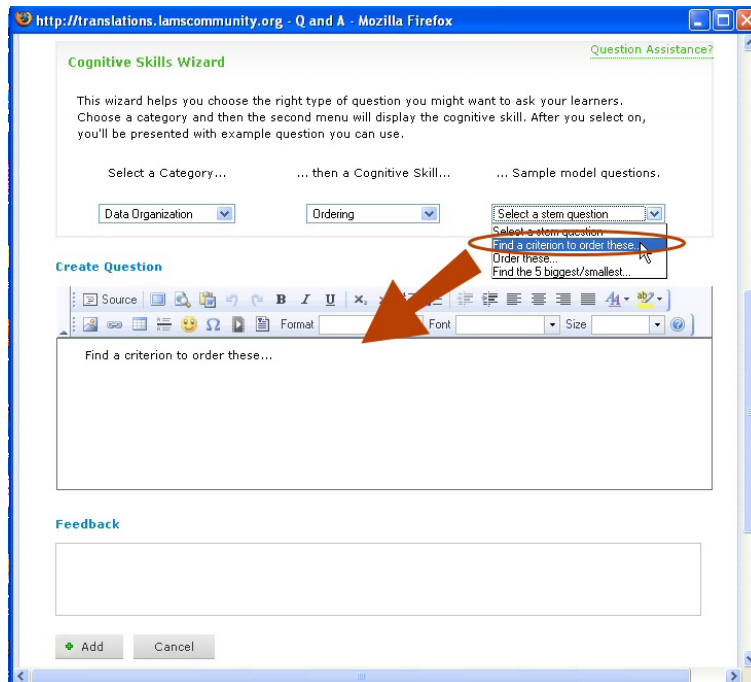 http://translations.lamscommunity.org - Q and A - Mozilla Firefox
Question Assistance?
Cognitive Skills Wizard
This wizard helps you choose the right type of question you might want to ask your learners.
Choose a category and then the second menu will display the cognitive skill. After you select on,
you'll be presented with example question you can use.
Select a Category... ... then a Cognitive Skill... ... Sample model questions.
Data Organization Ordering Select a stem question
Select a stem question
Find a criterion to order these...
Order these...
Find the 5 biggest/smallest...
Create Question
Source B I U
Format Font Size
Find a criterion to order these...
Feedback
Add Cancel